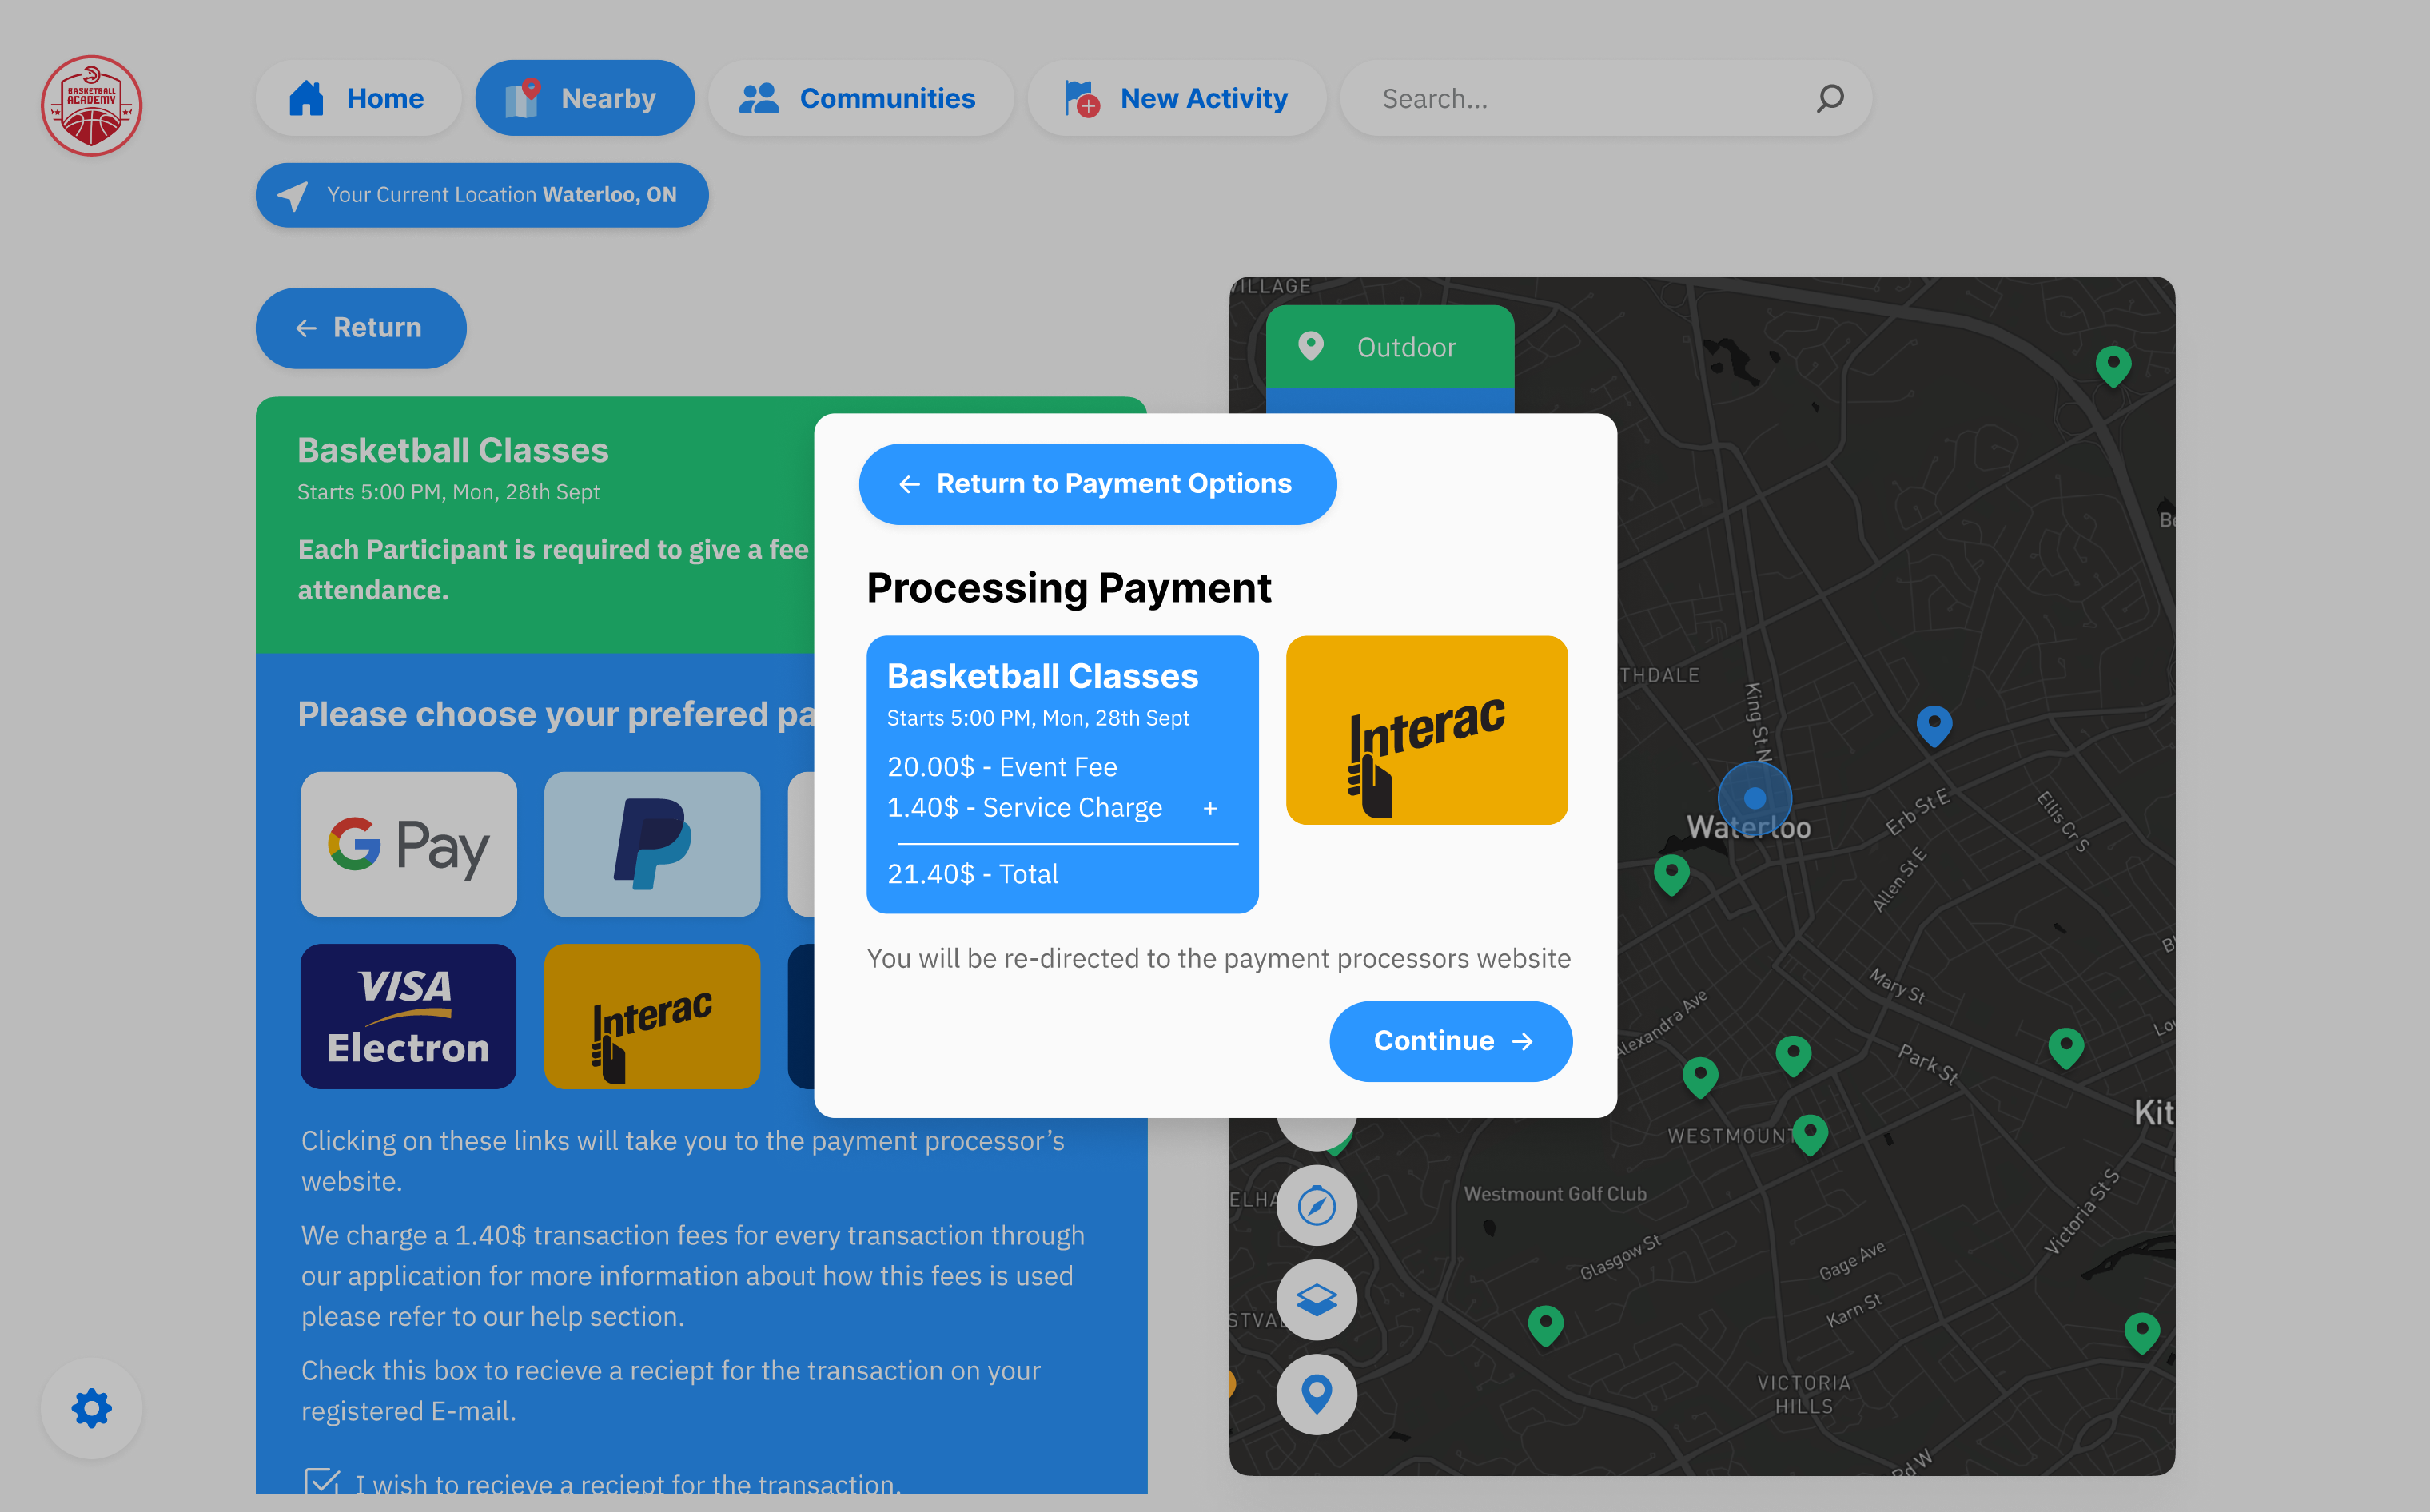 BASKETBALL
ACADEMY
Home
Nearby
Communities
New Activity
Search...
Your Current Location Waterloo, ON
Return
Basketball Classes
Starts 5:00 PM, Mon, 28th Sept
Each Participant is required to give a fee
attendance.
Please choose your prefered pa
G Pay
VISA
Electron
Interac
Clicking on these links will take you to the payment processor’s
website.
We charge a 1.40$ transaction fees for every transaction through
our application for more information about how this fees is used
please refer to our help section.
Check this box to recieve a reciept for the transaction on your
registered E-mail.
I wish to recieve a reciept for the transaction.
Return to Payment Options
Processing Payment
Basketball Classes
Starts 5:00 PM, Mon, 28th Sept
20.00$ - Event Fee
1.40$ - Service Charge +
21.40$ - Total
Interac
You will be re-directed to the payment processors website
Continue
VILLAGE
Outdoor
THDALE
King St N
Waterloo
Erb St E
Ellis Cr S
Allen St E
Mary St
Alexandra Ave
Park St
Kit
WESTMOUNT
Westmount Golf Club
ELHA
Victoria St S
Glasgow St
Gage Ave
Karn St
STVA
VICTORIA
HILLS
Rd W